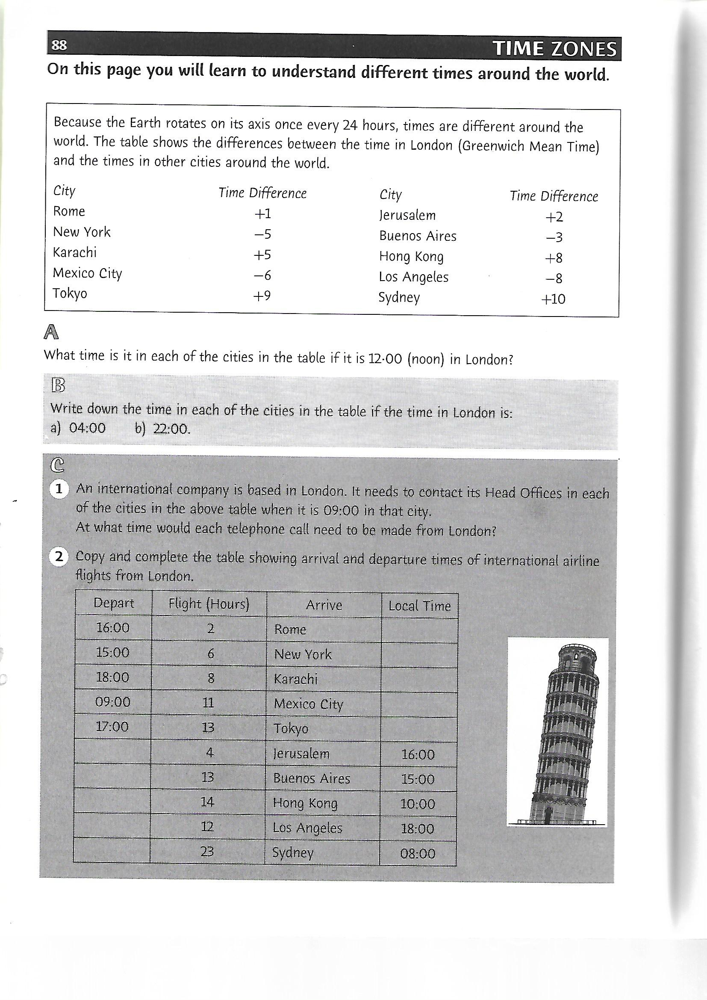 88 TIME ZONES
On this page you will learn to understand different times around the world.
Because the Earth rotates on its axis once every 24 hours, times are different around the
world. The table shows the differences between the time in London (Greenwich Mean Time)
and the times in other cities around the world.
City Time Difference City Time Difference
Rome +1 Jerusalem +2
New York −5 Buenos Aires −3
Karachi +5 Hong Kong +8
Mexico City −6 Los Angeles −8
Tokyo +9 Sydney +10
A
What time is it in each of the cities in the table if it is 12·00 (noon) in London?
B
Write down the time in each of the cities in the table if the time in London is:
a) 04:00 b) 22:00.
C
1 An international company is based in London. It needs to contact its Head Offices in each
of the cities in the above table when it is 09:00 in that city.
At what time would each telephone call need to be made from London?
2 Copy and complete the table showing arrival and departure times of international airline
flights from London.
Depart Flight (Hours) Arrive Local Time
16:00 2 Rome
15:00 6 New York
18:00 8 Karachi
09:00 11 Mexico City
17:00 13 Tokyo
4 Jerusalem 16:00
13 Buenos Aires 15:00
14 Hong Kong 10:00
12 Los Angeles 18:00
23 Sydney 08:00